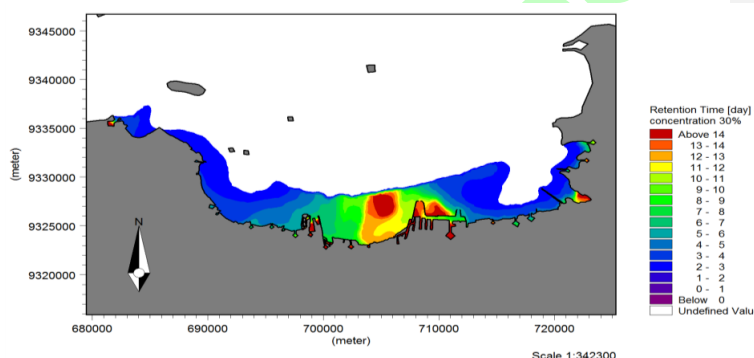 9345000
9340000
9335000
(meter)
9330000
9325000
9320000
N
680000 690000 700000 710000 720000
(meter)
Retention Time [day]
concentration 30%
Above 14
13 - 14
12 - 13
11 - 12
10 - 11
9 - 10
8 - 9
7 - 8
6 - 7
5 - 6
4 - 5
3 - 4
2 - 3
1 - 2
0 - 1
Below 0
Undefined Valu
Scale 1:342300